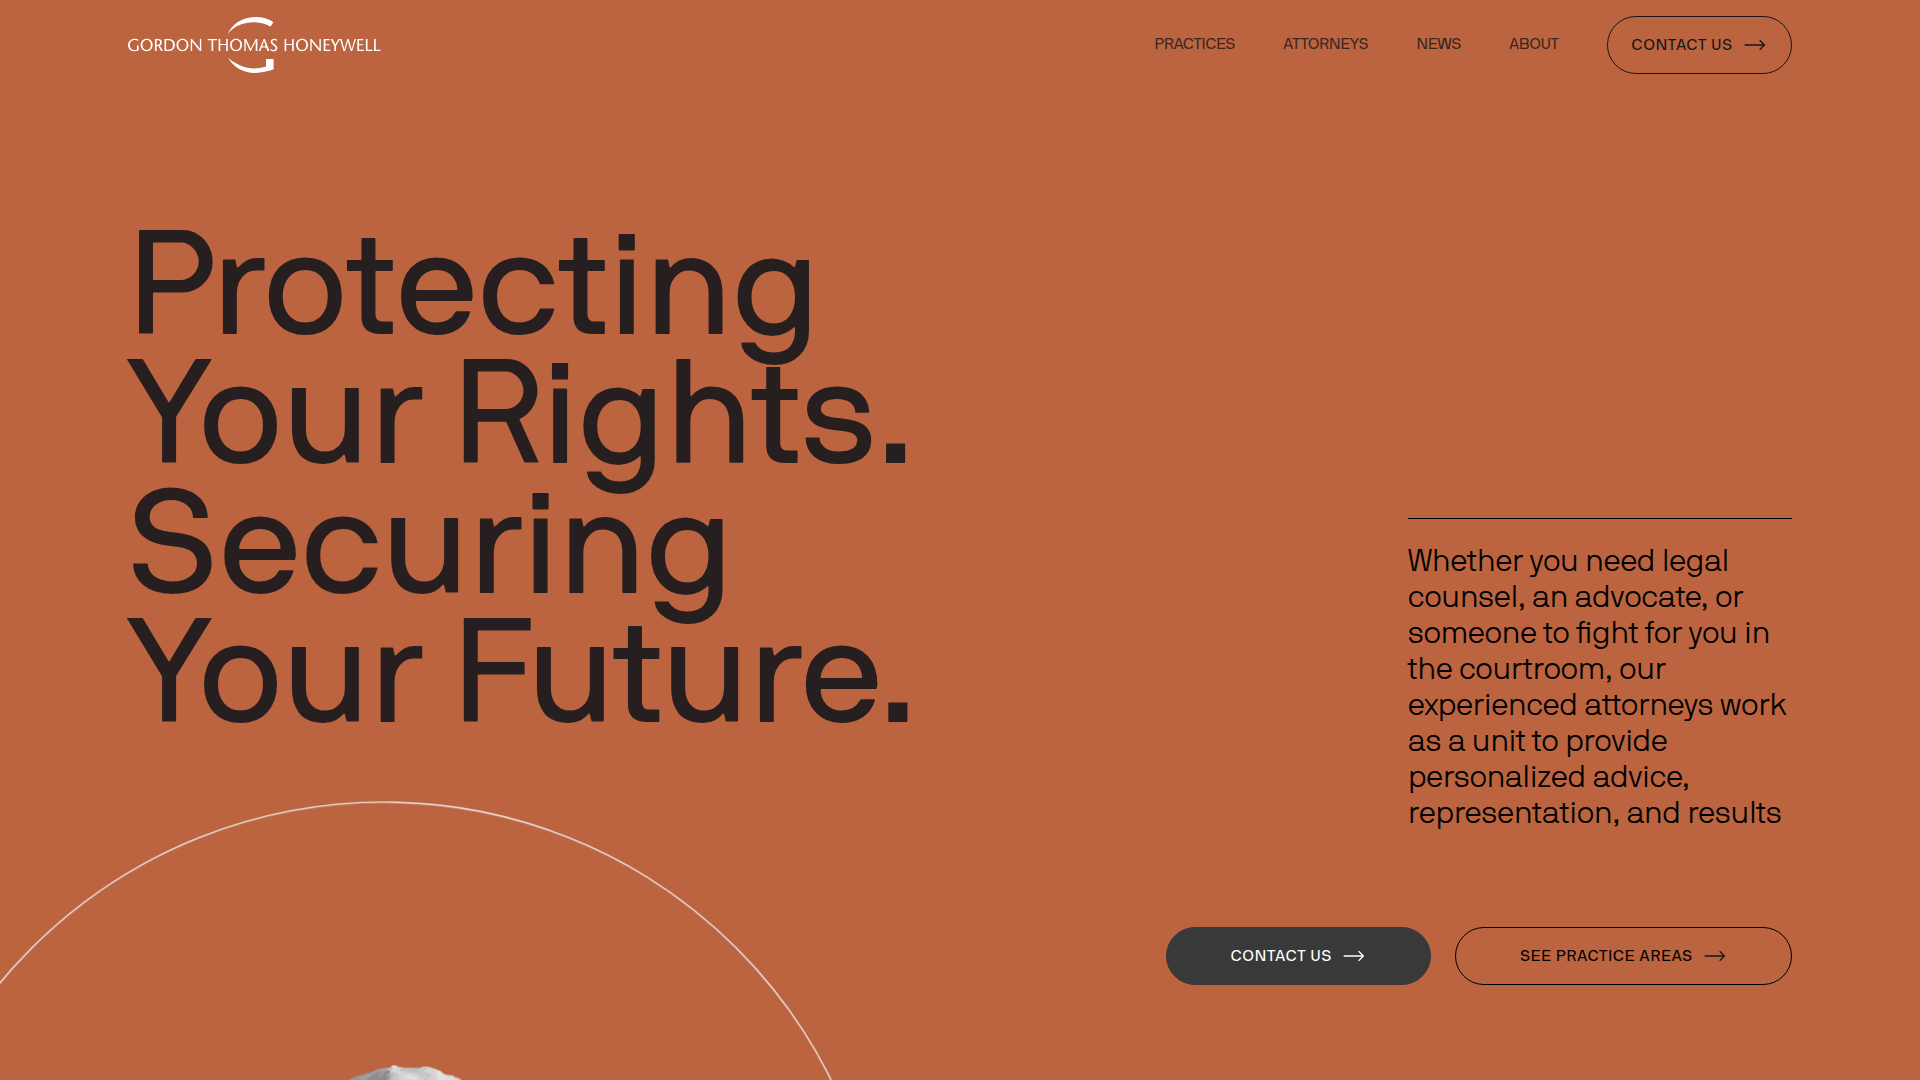 GORDON THOMAS HONEYWELL
PRACTICES
ATTORNEYS
NEWS
ABOUT
CONTACT US
Protecting
Your Rights.
Securing
Your Future.
Whether you need legal
counsel, an advocate, or
someone to fight for you in
the courtroom, our
experienced attorneys work
as a unit to provide
personalized advice,
representation, and results
CONTACT US
SEE PRACTICE AREAS